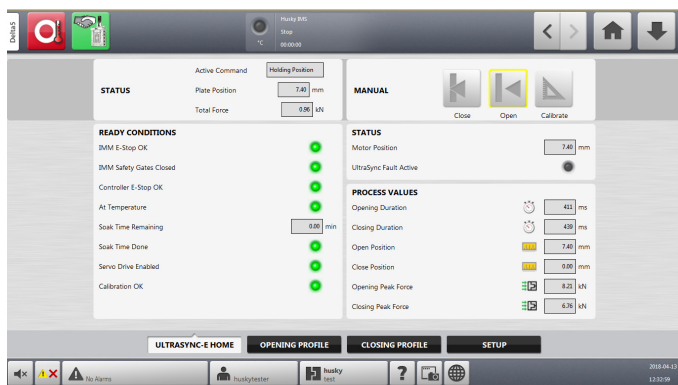 Delta5
Husky IMS
Stop
°C 00:00:00
STATUS
Active Command Holding Position
Plate Position 7.40 mm
Total Force 0.96 kN
MANUAL
Close Open Calibrate
READY CONDITIONS
IMM E-Stop OK
IMM Safety Gates Closed
Controller E-Stop OK
At Temperature
Soak Time Remaining 0.00 min
Soak Time Done
Servo Drive Enabled
Calibration OK
STATUS
Motor Position 7.40 mm
UltraSync Fault Active
PROCESS VALUES
Opening Duration 411 ms
Closing Duration 439 ms
Open Position 7.40 mm
Close Position 0.00 mm
Opening Peak Force 8.21 kN
Closing Peak Force 6.76 kN
ULTRASYNC-E HOME OPENING PROFILE CLOSING PROFILE SETUP
No Alarms
huskytester
husky
test
?
2018-04-13
12:32:59